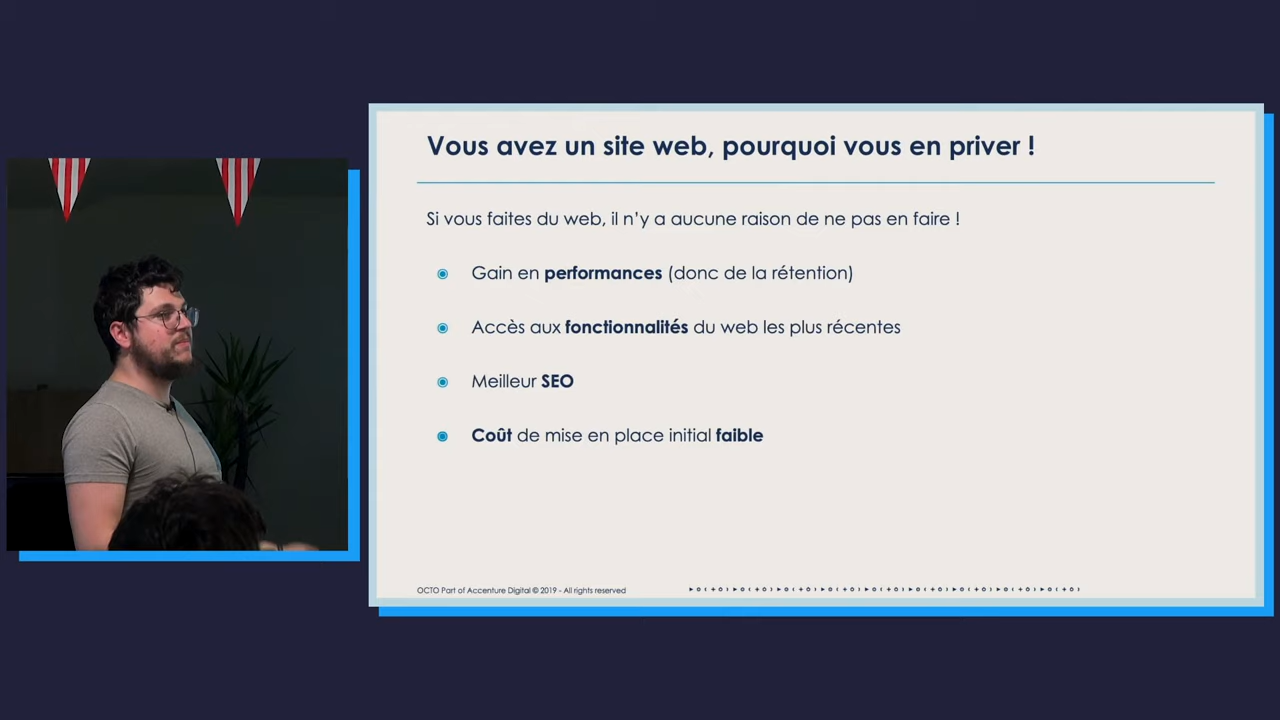 Vous avez un site web, pourquoi vous en priver !
Si vous faites du web, il n’y a aucune raison de ne pas en faire !
Gain en performances (donc de la rétention)
Accès aux fonctionnalités du web les plus récentes
Meilleur SEO
Coût de mise en place initial faible
OCTO Part of Accenture Digital © 2019 - All rights reserved